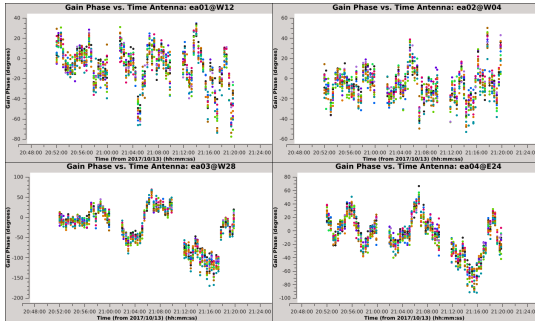 Gain Phase vs. Time Antenna: ea01@W12
Gain Phase (degrees)
40
20
0
-20
-40
-60
-80
20:48:00 20:52:00 20:56:00 21:00:00 21:04:00 21:08:00 21:12:00 21:16:00 21:20:00 21:24:00
Time (from 2017/10/13) (hh:mm:ss)
Gain Phase vs. Time Antenna: ea02@W04
Gain Phase (degrees)
60
40
20
0
-20
-40
-60
20:48:00 20:52:00 20:56:00 21:00:00 21:04:00 21:08:00 21:12:00 21:16:00 21:20:00 21:24:00
Time (from 2017/10/13) (hh:mm:ss)
Gain Phase vs. Time Antenna: ea03@W28
Gain Phase (degrees)
100
50
0
-50
-100
-150
-200
20:48:00 20:52:00 20:56:00 21:00:00 21:04:00 21:08:00 21:12:00 21:16:00 21:20:00 21:24:00
Time (from 2017/10/13) (hh:mm:ss)
Gain Phase vs. Time Antenna: ea04@E24
Gain Phase (degrees)
80
60
40
20
0
-20
-40
-60
-80
-100
20:48:00 20:52:00 20:56:00 21:00:00 21:04:00 21:08:00 21:12:00 21:16:00 21:20:00 21:24:00
Time (from 2017/10/13) (hh:mm:ss)